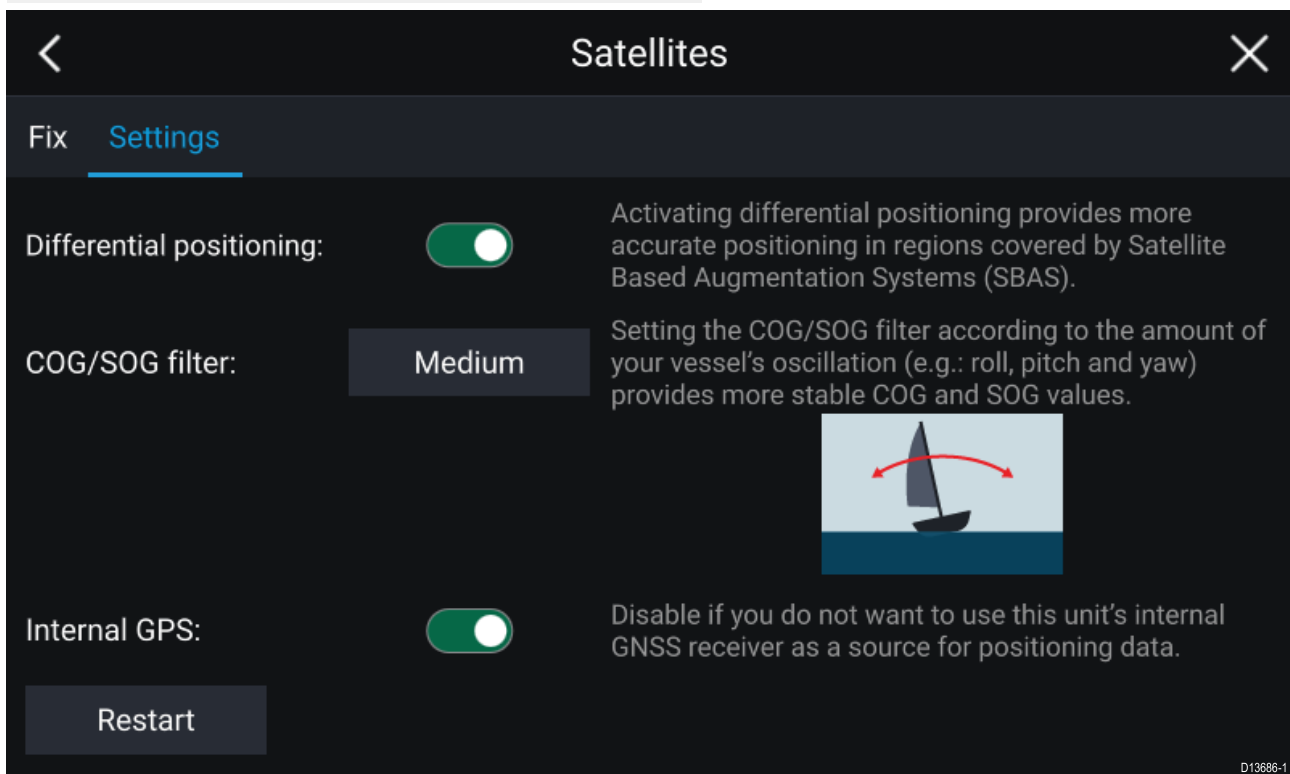 Satellites
Fix Settings
Differential positioning:
Activating differential positioning provides more
accurate positioning in regions covered by Satellite
Based Augmentation Systems (SBAS).
COG/SOG filter:
Medium
Setting the COG/SOG filter according to the amount of
your vessel's oscillation (e.g.: roll, pitch and yaw)
provides more stable COG and SOG values.
Internal GPS:
Disable if you do not want to use this unit's internal
GNSS receiver as a source for positioning data.
Restart
D13686-1